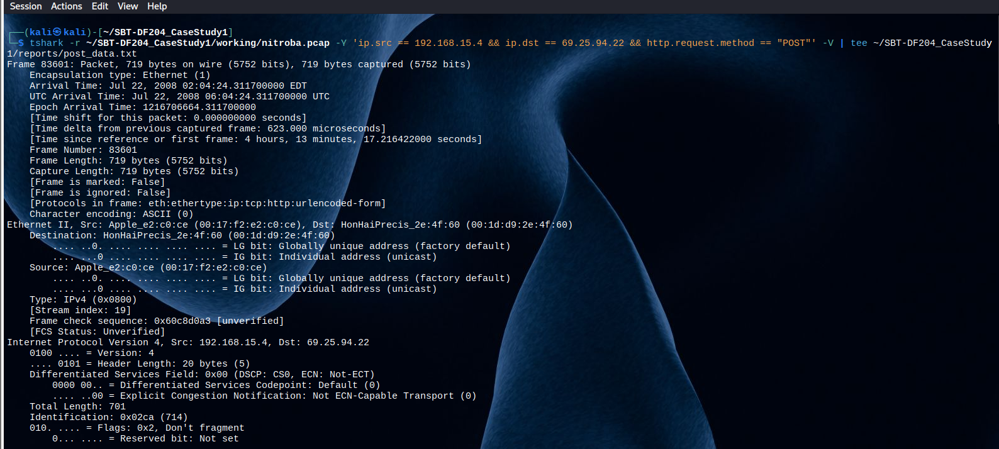 Session Actions Edit View Help
┌──(kali㉿kali)-[~/SBT-DF204_CaseStudy1]
└─$ tshark -r ~/SBT-DF204_CaseStudy1/working/nitroba.pcap -Y 'ip.src == 192.168.15.4 && ip.dst == 69.25.94.22 && http.request.method == "POST"' -V | tee ~/SBT-DF204_CaseStudy
1/reports/post_data.txt
Frame 83601: Packet, 719 bytes on wire (5752 bits), 719 bytes captured (5752 bits)
    Encapsulation type: Ethernet (1)
    Arrival Time: Jul 22, 2008 02:04:24.311700000 EDT
    UTC Arrival Time: Jul 22, 2008 06:04:24.311700000 UTC
    Epoch Arrival Time: 1216706664.311700000
    [Time shift for this packet: 0.000000000 seconds]
    [Time delta from previous captured frame: 623.000 microseconds]
    [Time since reference or first frame: 4 hours, 13 minutes, 17.216422000 seconds]
    Frame Number: 83601
    Frame Length: 719 bytes (5752 bits)
    Capture Length: 719 bytes (5752 bits)
    [Frame is marked: False]
    [Frame is ignored: False]
    [Protocols in frame: eth:ethertype:ip:tcp:http:urlencoded-form]
    Character encoding: ASCII (0)
Ethernet II, Src: Apple_e2:c0:ce (00:17:f2:e2:c0:ce), Dst: HonHaiPrecis_2e:4f:60 (00:1d:d9:2e:4f:60)
    Destination: HonHaiPrecis_2e:4f:60 (00:1d:d9:2e:4f:60)
        .... ..0. .... .... .... .... = LG bit: Globally unique address (factory default)
        .... ...0 .... .... .... .... = IG bit: Individual address (unicast)
    Source: Apple_e2:c0:ce (00:17:f2:e2:c0:ce)
        .... ..0. .... .... .... .... = LG bit: Globally unique address (factory default)
        .... ...0 .... .... .... .... = IG bit: Individual address (unicast)
    Type: IPv4 (0x0800)
    [Stream index: 19]
    Frame check sequence: 0x60c8d0a3 [unverified]
    [FCS Status: Unverified]
Internet Protocol Version 4, Src: 192.168.15.4, Dst: 69.25.94.22
    0100 .... = Version: 4
    .... 0101 = Header Length: 20 bytes (5)
    Differentiated Services Field: 0x00 (DSCP: CS0, ECN: Not-ECT)
        0000 00.. = Differentiated Services Codepoint: Default (0)
        .... ..00 = Explicit Congestion Notification: Not ECN-Capable Transport (0)
    Total Length: 701
    Identification: 0x02ca (714)
    010. .... = Flags: 0x2, Don't fragment
        0... .... = Reserved bit: Not set